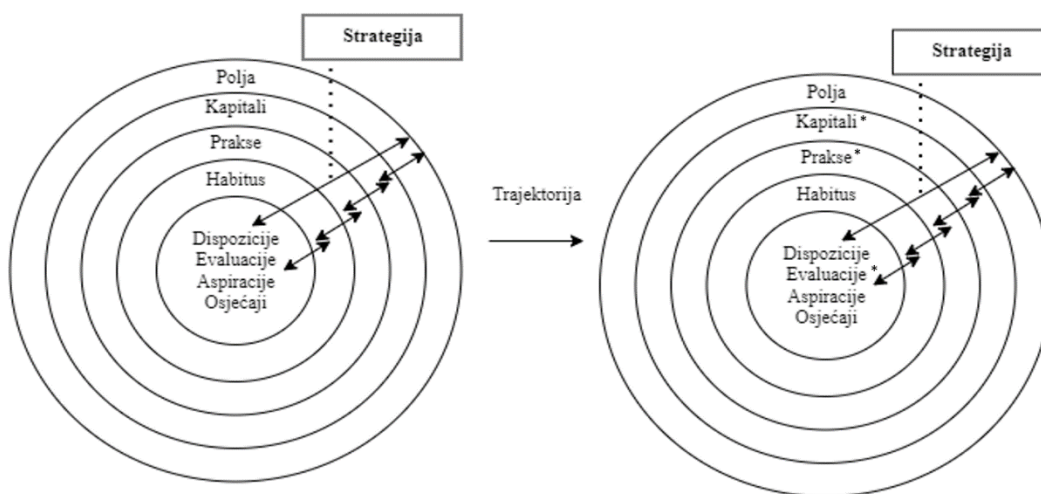 Strategija
Polja
Kapitali
Prakse
Habitus
Dispozicije
Evaluacije
Aspiracije
Osjećaji
Trajektorija
Strategija
Polja
Kapitali *
Prakse *
Habitus
Dispozicije
Evaluacije *
Aspiracije
Osjećaji